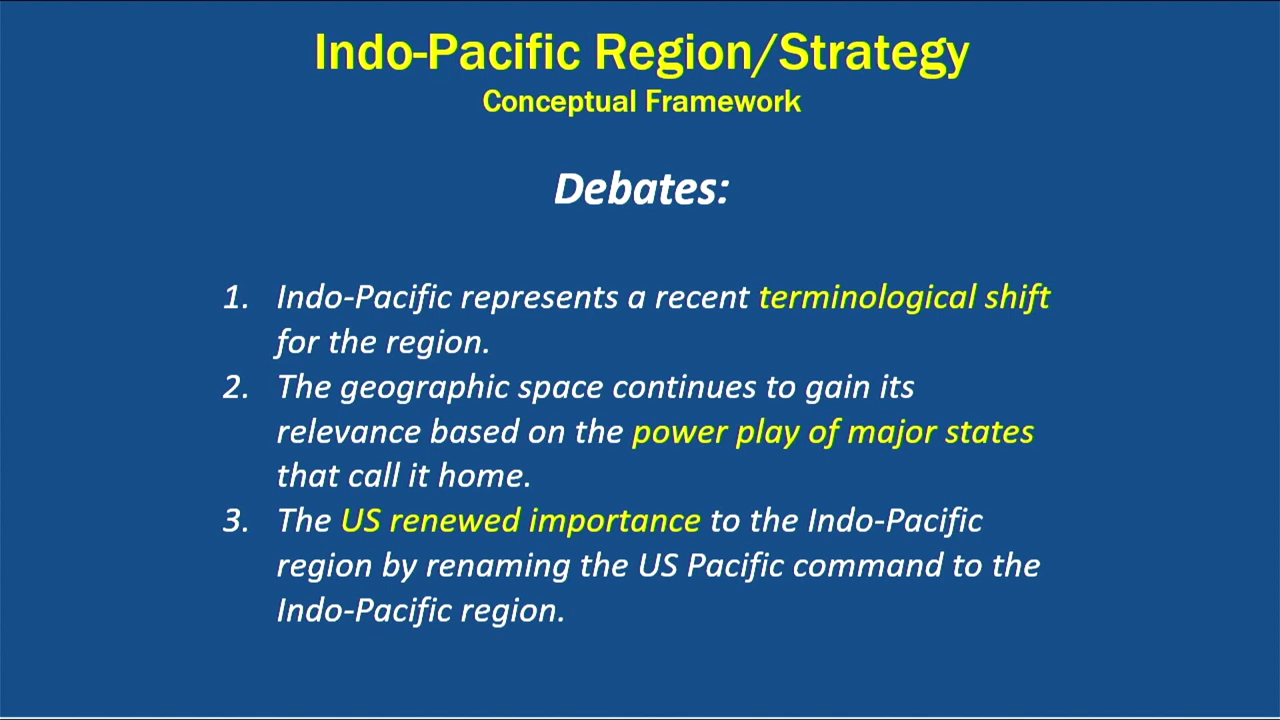 Indo-Pacific Region/Strategy
Conceptual Framework
Debates:
1. Indo-Pacific represents a recent terminological shift
for the region.
2. The geographic space continues to gain its
relevance based on the power play of major states
that call it home.
3. The US renewed importance to the Indo-Pacific
region by renaming the US Pacific command to the
Indo-Pacific region.